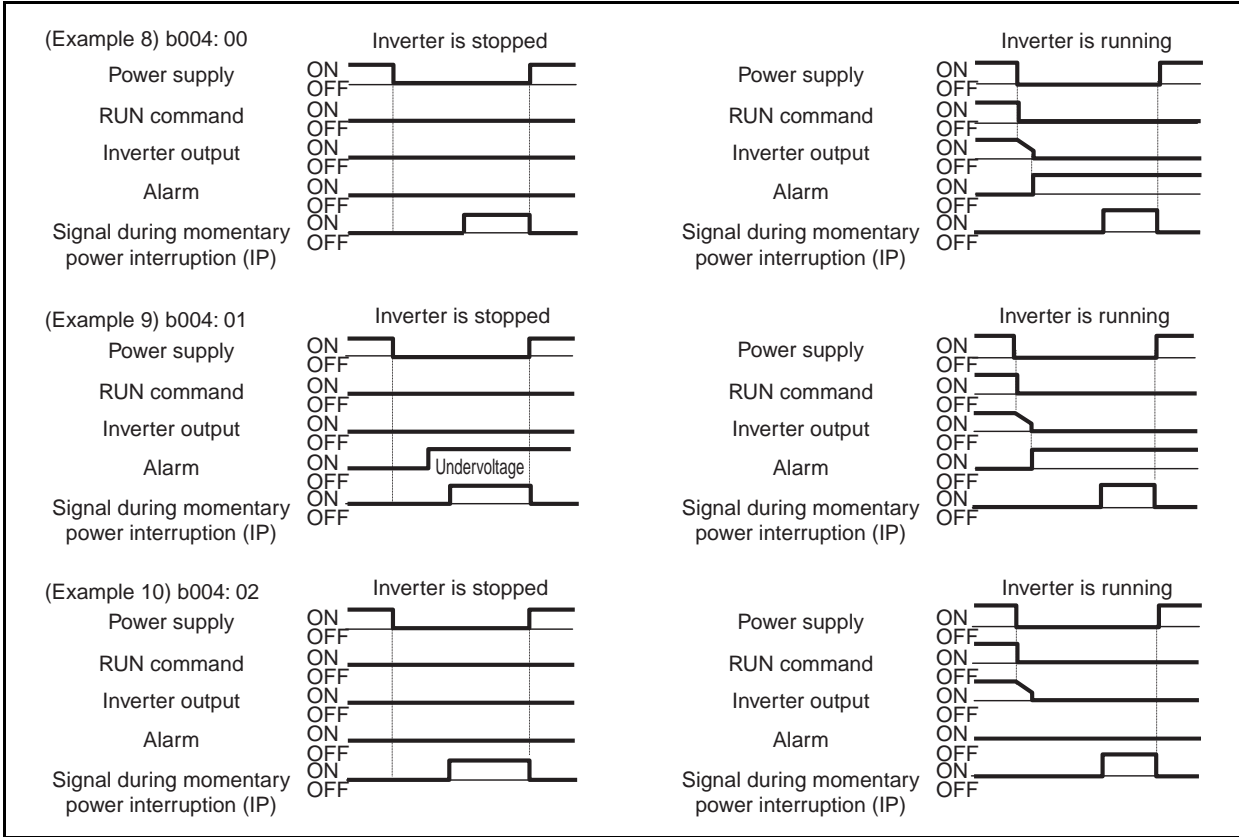 (Example 8) b004: 00
Inverter is stopped
Power supply
ON
OFF
RUN command
ON
OFF
Inverter output
ON
OFF
Alarm
ON
OFF
Signal during momentary
power interruption (IP)
ON
OFF
Inverter is running
Power supply
ON
OFF
RUN command
ON
OFF
Inverter output
ON
OFF
Alarm
ON
OFF
Signal during momentary
power interruption (IP)
ON
OFF
(Example 9) b004: 01
Inverter is stopped
Power supply
ON
OFF
RUN command
ON
OFF
Inverter output
ON
OFF
Alarm
ON
OFF
Undervoltage
Signal during momentary
power interruption (IP)
ON
OFF
Inverter is running
Power supply
ON
OFF
RUN command
ON
OFF
Inverter output
ON
OFF
Alarm
ON
OFF
Signal during momentary
power interruption (IP)
ON
OFF
(Example 10) b004: 02
Inverter is stopped
Power supply
ON
OFF
RUN command
ON
OFF
Inverter output
ON
OFF
Alarm
ON
OFF
Signal during momentary
power interruption (IP)
ON
OFF
Inverter is running
Power supply
ON
OFF
RUN command
ON
OFF
Inverter output
ON
OFF
Alarm
ON
OFF
Signal during momentary
power interruption (IP)
ON
OFF